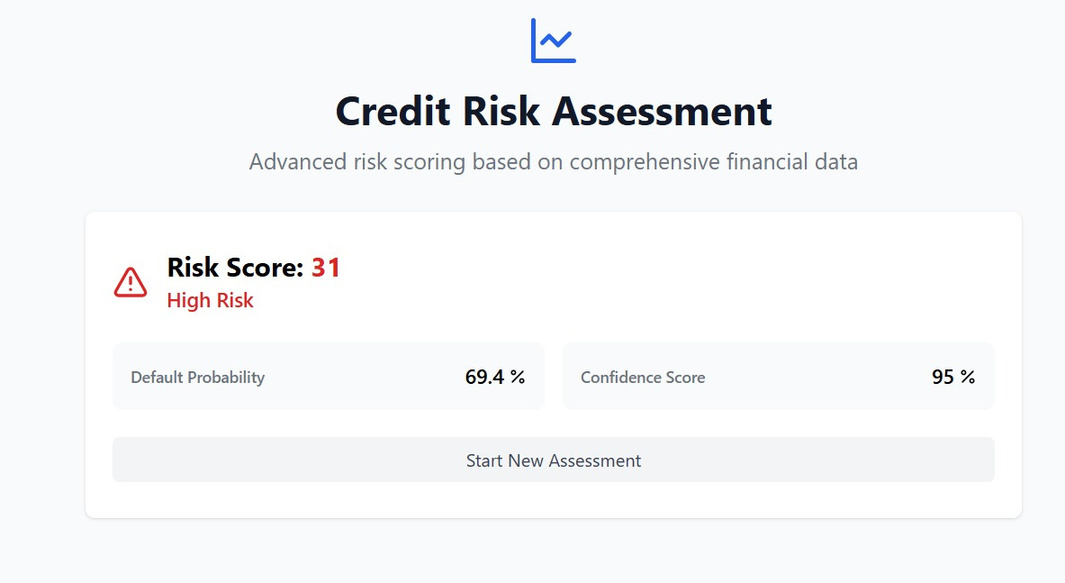 Credit Risk Assessment
Advanced risk scoring based on comprehensive financial data
Risk Score: 31
High Risk
Default Probability 69.4 %
Confidence Score 95 %
Start New Assessment